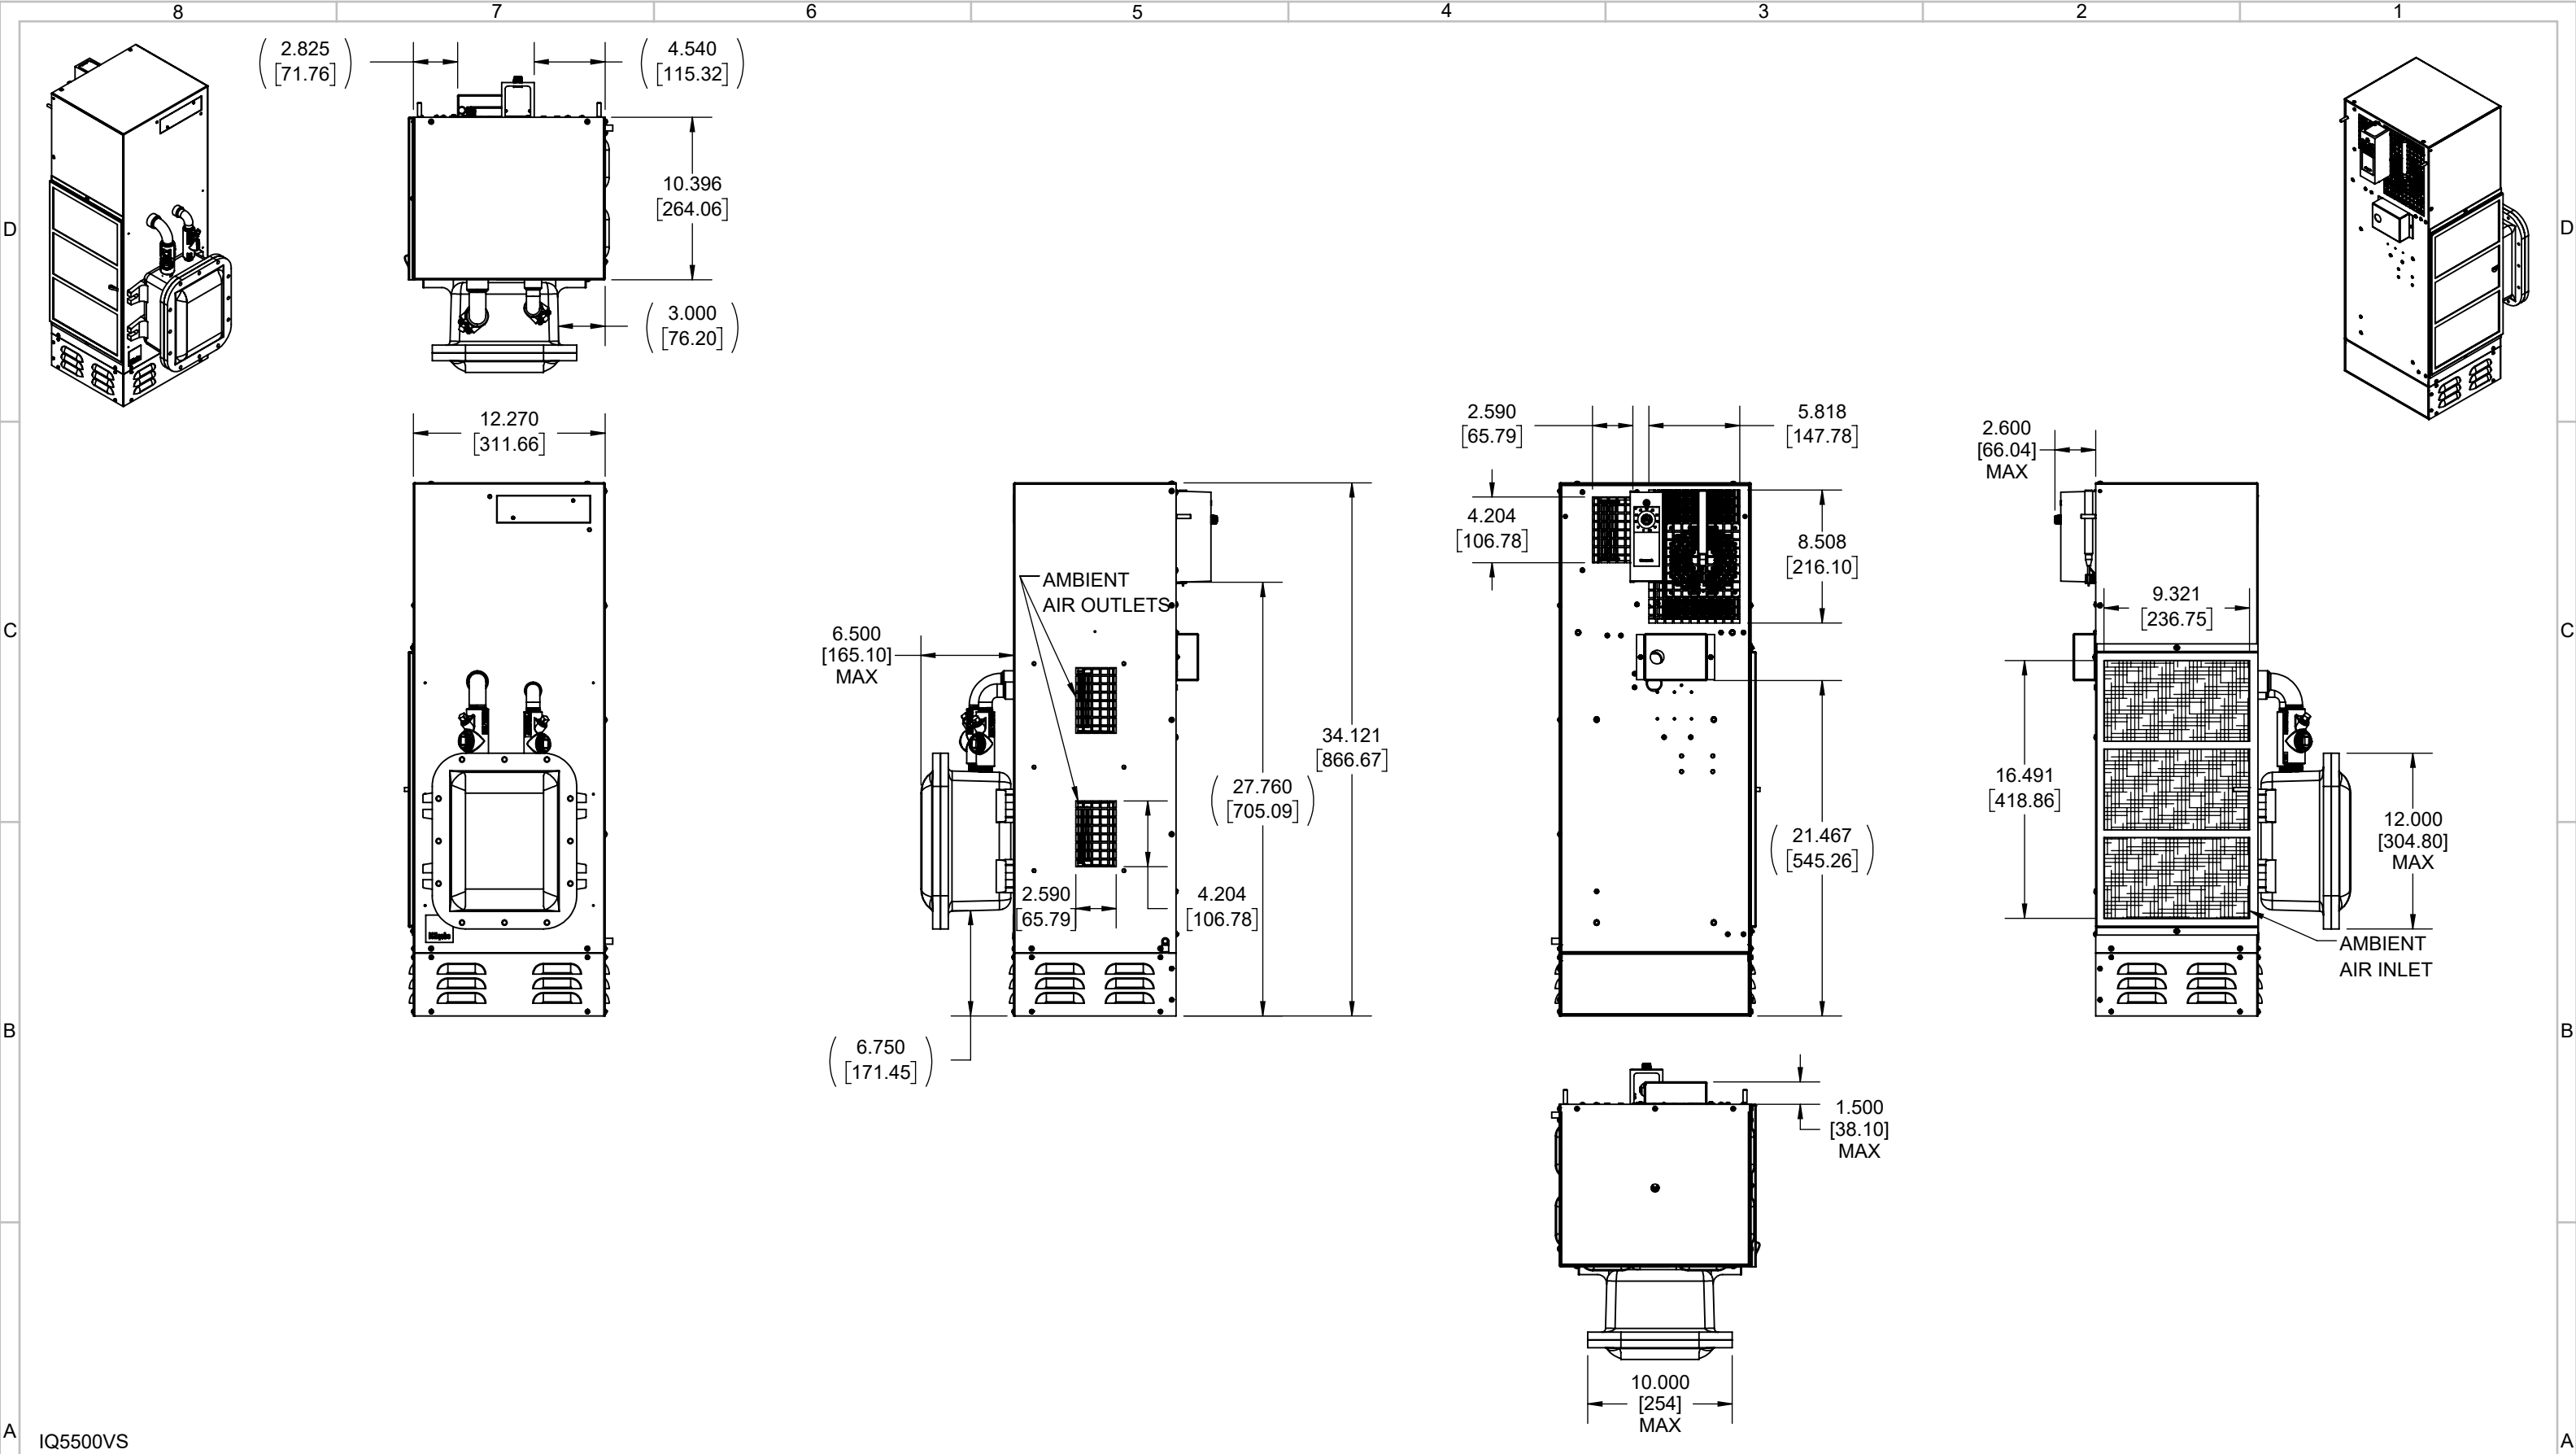 8
7
6
5
4
3
2
1
D
D
C
C
B
B
A
A
(2.825
[71.76])
(4.540
[115.32])
10.396
[264.06]
(3.000
[76.20])
12.270
[311.66]
AMBIENT
AIR OUTLETS
6.500
[165.10]
MAX
34.121
[866.67]
(27.760
[705.09])
2.590
[65.79]
4.204
[106.78]
(6.750
[171.45])
2.590
[65.79]
5.818
[147.78]
4.204
[106.78]
8.508
[216.10]
(21.467
[545.26])
1.500
[38.10]
MAX
10.000
[254]
MAX
2.600
[66.04]
MAX
9.321
[236.75]
16.491
[418.86]
12.000
[304.80]
MAX
AMBIENT
AIR INLET
IQ5500VS